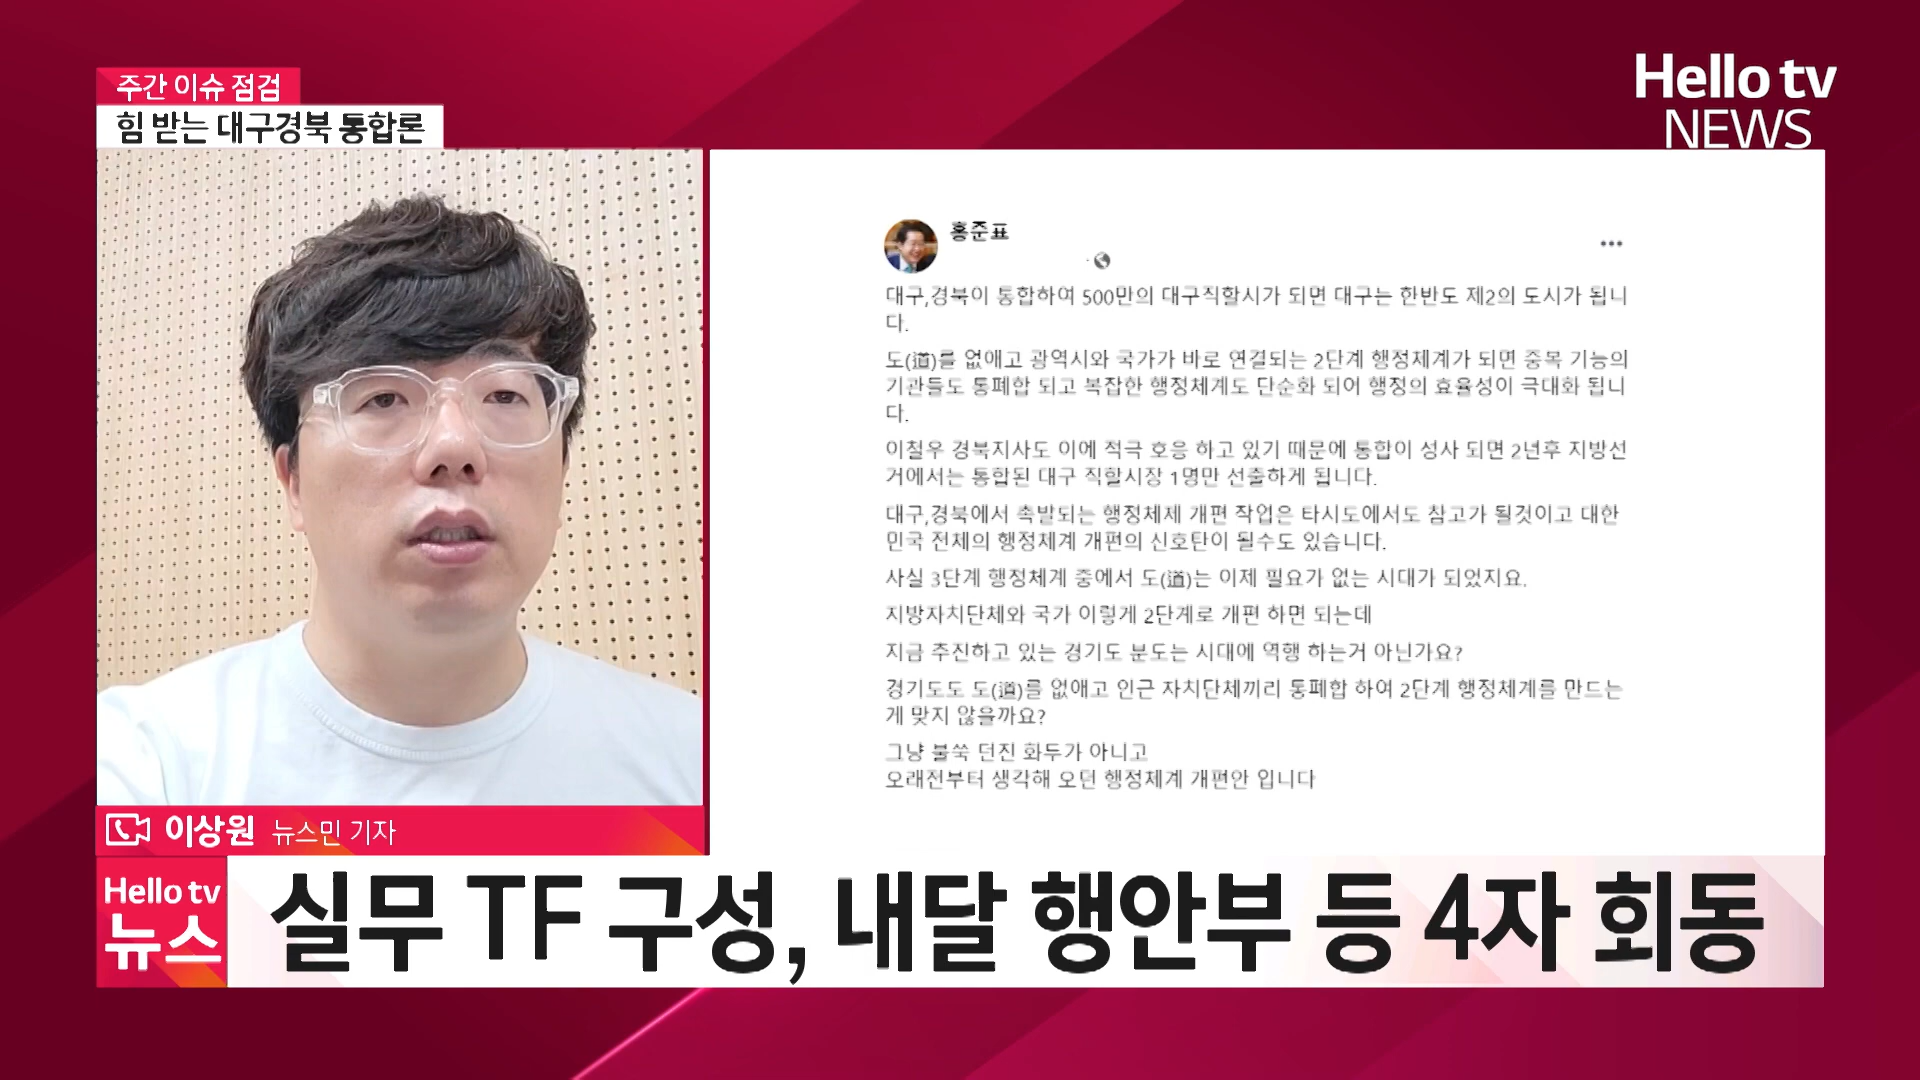 주간 이슈 점검
힘 받는 대구경북 통합론
Hello tv
NEWS
홍준표
대구,경북이 통합하여 500만의 대구직할시가 되면 대구는 한반도 제2의 도시가 됩니
다.
도(道)를 없애고 광역시와 국가가 바로 연결되는 2단계 행정체계가 되면 중복 기능의
기관들도 통폐합 되고 복잡한 행정체계도 단순화 되어 행정의 효율성이 극대화 됩니
다.
이철우 경북지사도 이에 적극 호응 하고 있기 때문에 통합이 성사 되면 2년후 지방선
거에서는 통합된 대구 직할시장 1명만 선출하게 됩니다.
대구,경북에서 촉발되는 행정체제 개편 작업은 타시도에서도 참고가 될것이고 대한
민국 전체의 행정체계 개편의 신호탄이 될수도 있습니다.
사실 3단계 행정체계 중에서 도(道)는 이제 필요가 없는 시대가 되었지요.
지방자치단체와 국가 이렇게 2단계로 개편 하면 되는데
지금 추진하고 있는 경기도 분도는 시대에 역행 하는거 아닌가요?
경기도도 도(道)를 없애고 인근 자치단체끼리 통폐합 하여 2단계 행정체계를 만드는
게 맞지 않을까요?
그냥 불쑥 던진 화두가 아니고
오래전부터 생각해 오던 행정체계 개편안 입니다
이상원 뉴스민 기자
Hello tv
뉴스
실무 TF 구성, 내달 행안부 등 4자 회동